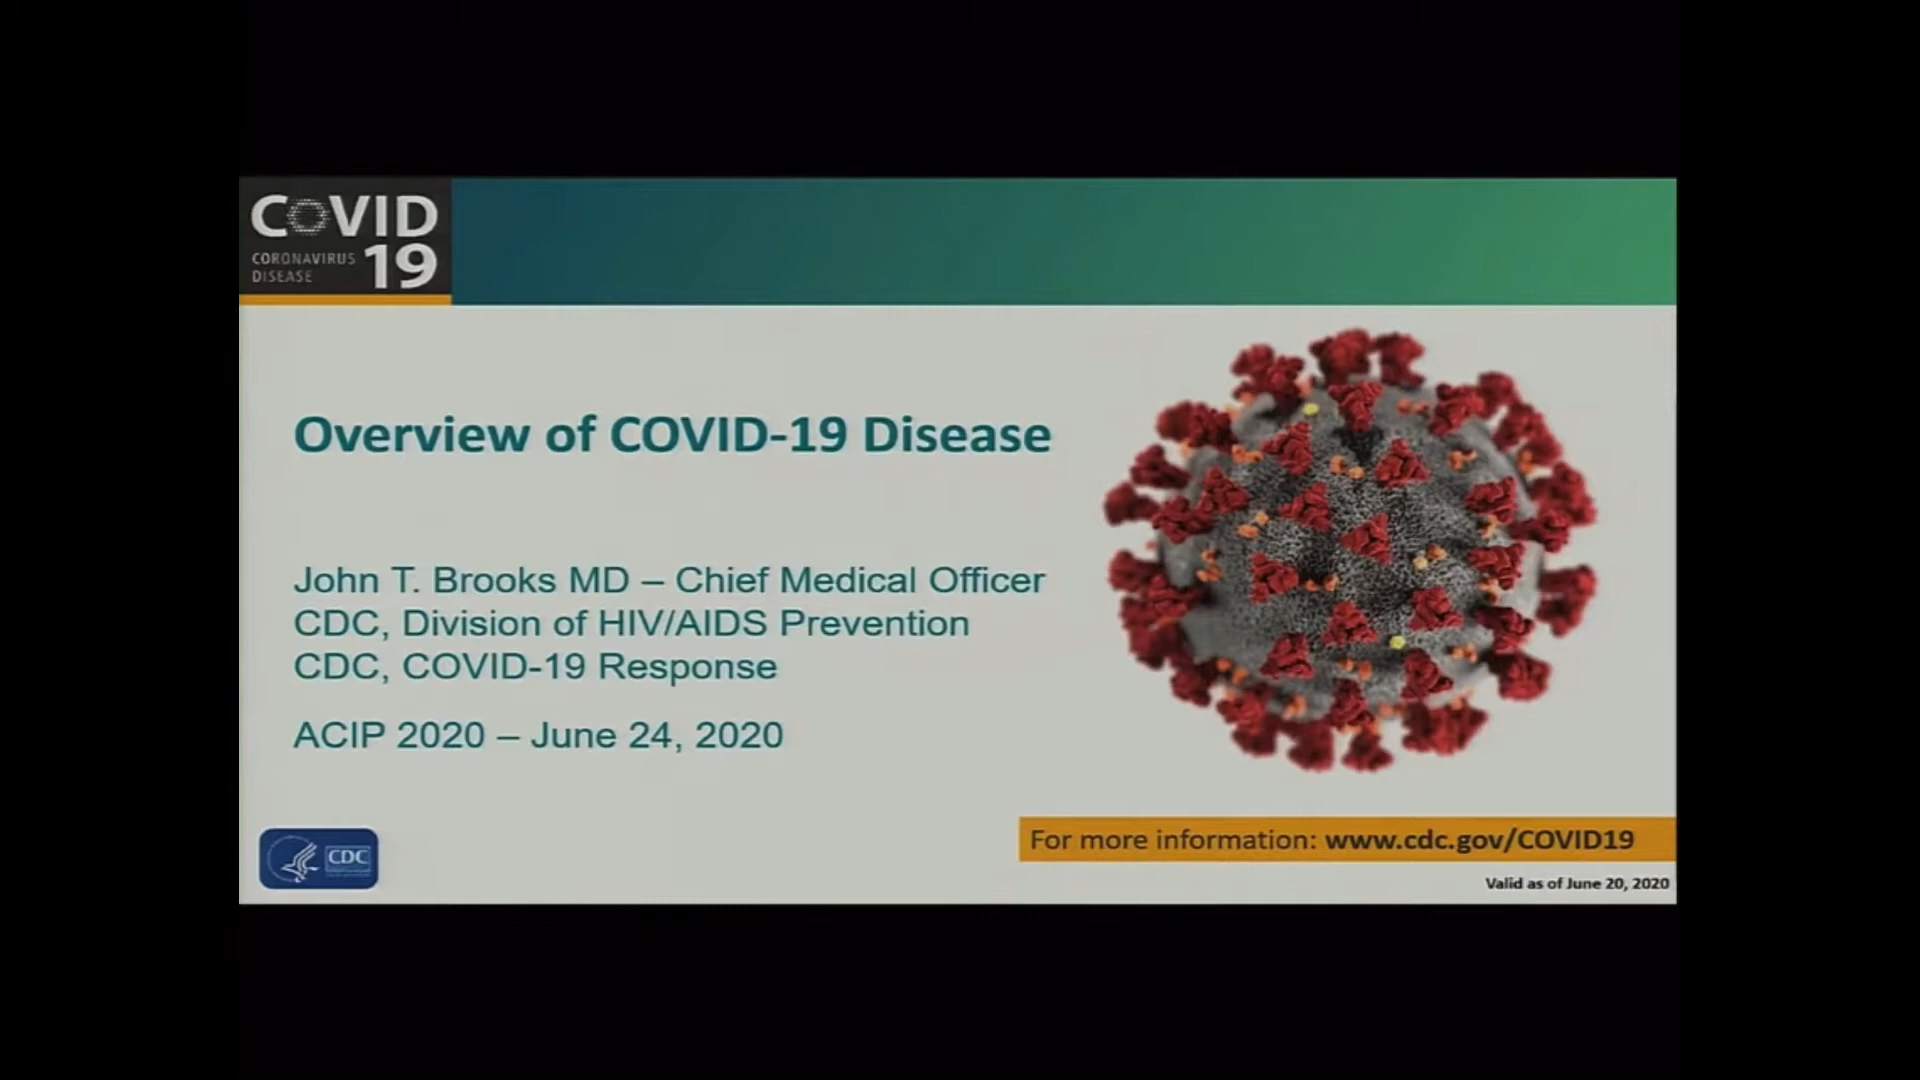 COVID
CORONAVIRUS
DISEASE
19
Overview of COVID-19 Disease
John T. Brooks MD – Chief Medical Officer
CDC, Division of HIV/AIDS Prevention
CDC, COVID-19 Response
ACIP 2020 – June 24, 2020
CDC
For more information: www.cdc.gov/COVID19
Valid as of June 20, 2020